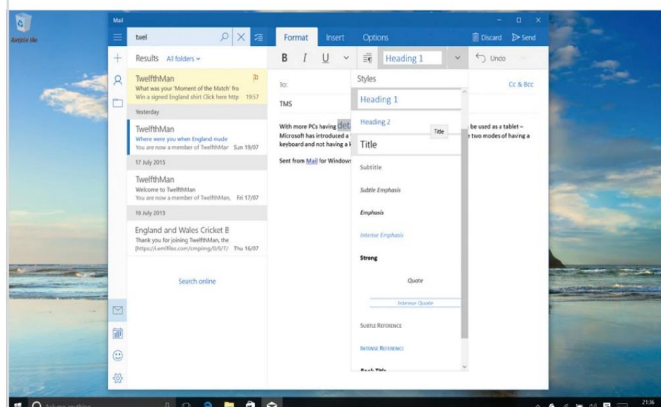 Recycle Bin
Mail
twel
Format Insert Options
Discard Send
Results All folders
B I U Heading 1 Undo
TwelfthMan
What was your 'Moment of the Match' fro
Win a signed England shirt Click here http 19:57
Yesterday
TwelfthMan
Where were you when England made
You are now a member of TwelfthMan Sun 19/07
17 July 2015
TwelfthMan
Welcome to TwelfthMan
You are now a member of TwelfthMan, Fri 17/07
16 July 2015
England and Wales Cricket B
Thank you for joining TwelfthMan, the
Thu 16/07
Search online
To:
Cc & Bcc
TMS
With more PCs having det be used as a tablet –
Microsoft has introduced a two modes of having a
keyboard and not having a k
Sent from Mail for Windows
Styles
Heading 1
Heading 2
Title
Title
Subtitle
Subtle Emphasis
Emphasis
Intense Emphasis
Strong
Quote
Intense Quote
SUBTLE REFERENCE
INTENSE REFERENCE
Book Title
21:36